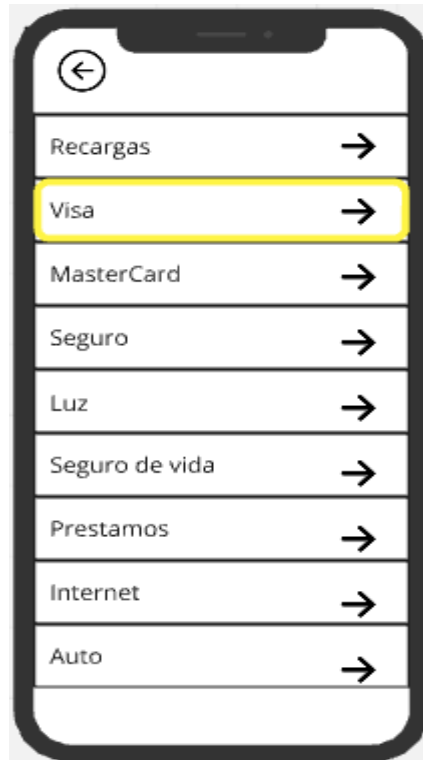 Recargas
Visa
MasterCard
Seguro
Luz
Seguro de vida
Prestamos
Internet
Auto